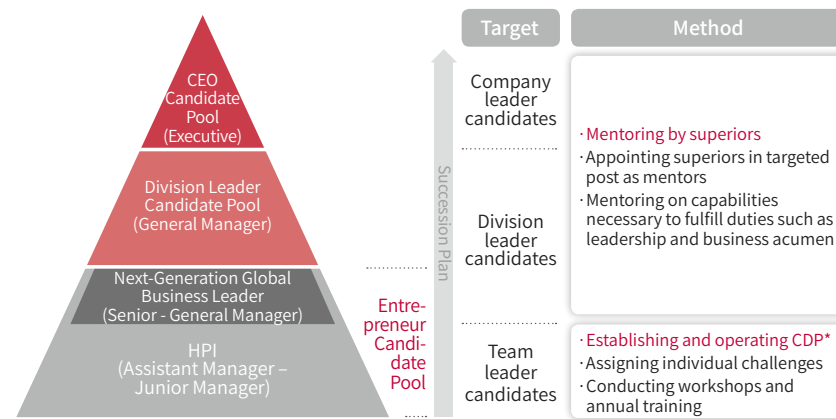 CEO
Candidate
Pool
(Executive)
Division Leader
Candidate Pool
(General Manager)
Next-Generation Global
Business Leader
(Senior - General Manager)
HPI
(Assistant Manager –
Junior Manager)
Entre-
preneur
Candi-
date
Pool
Succession Plan
Target
Company
leader
candidates
Division
leader
candidates
Team
leader
candidates
Method
· Mentoring by superiors
· Appointing superiors in targeted
post as mentors
· Mentoring on capabilities
necessary to fulfill duties such as
leadership and business acumen
· Establishing and operating CDP*
· Assigning individual challenges
· Conducting workshops and
annual training